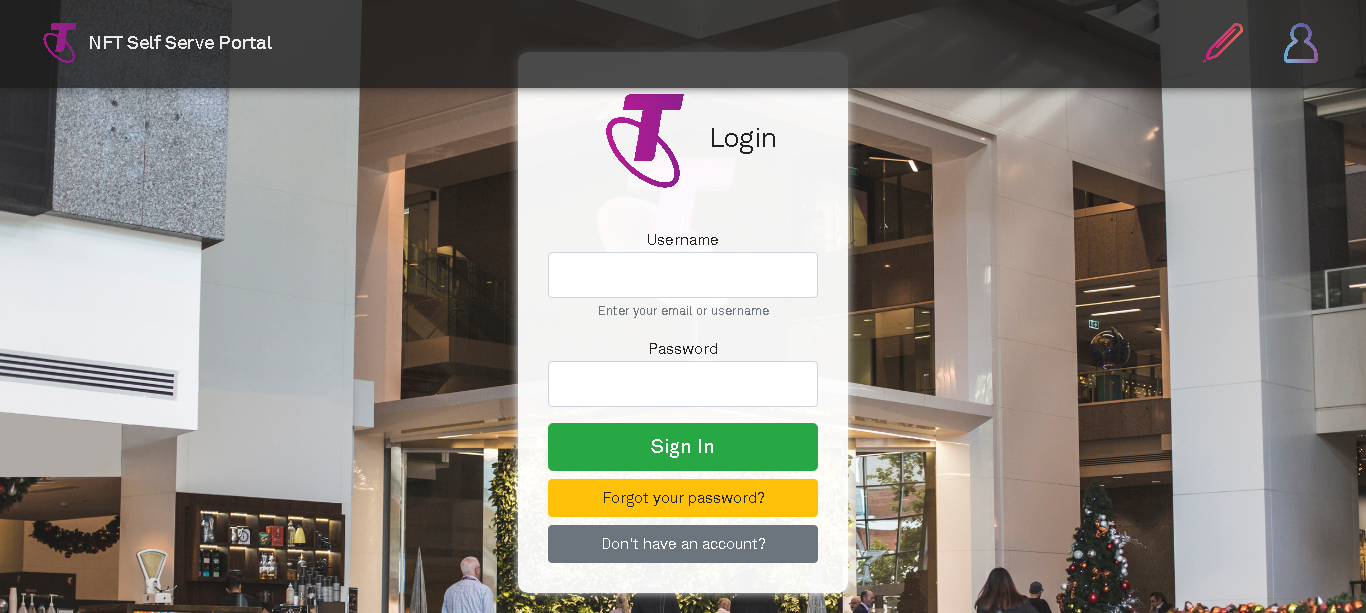 NFT Self Serve Portal
Login
Username
Enter your email or username
Password
Sign In
Forgot your password?
Don't have an account?